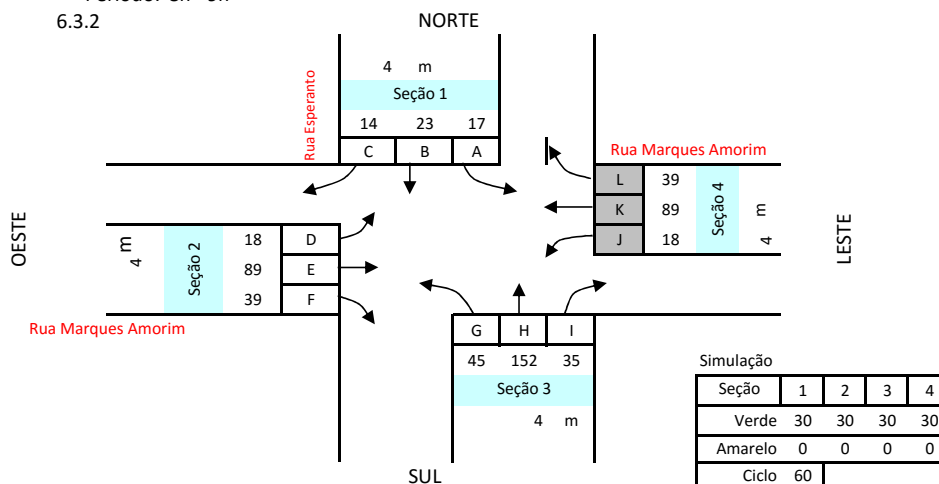 6.3.2
NORTE
4 m
Seção 1
14 23 17
C B A
Rua Esperanto
Rua Marques Amorim
L 39
K 89
J 18
Seção 4
4 m
LESTE
OESTE
4 m
Seção 2
18 D
89 E
39 F
Rua Marques Amorim
G H I
45 152 35
Seção 3
4 m
SUL
Simulação
Seção 1 2 3 4
Verde 30 30 30 30
Amarelo 0 0 0 0
Ciclo 60